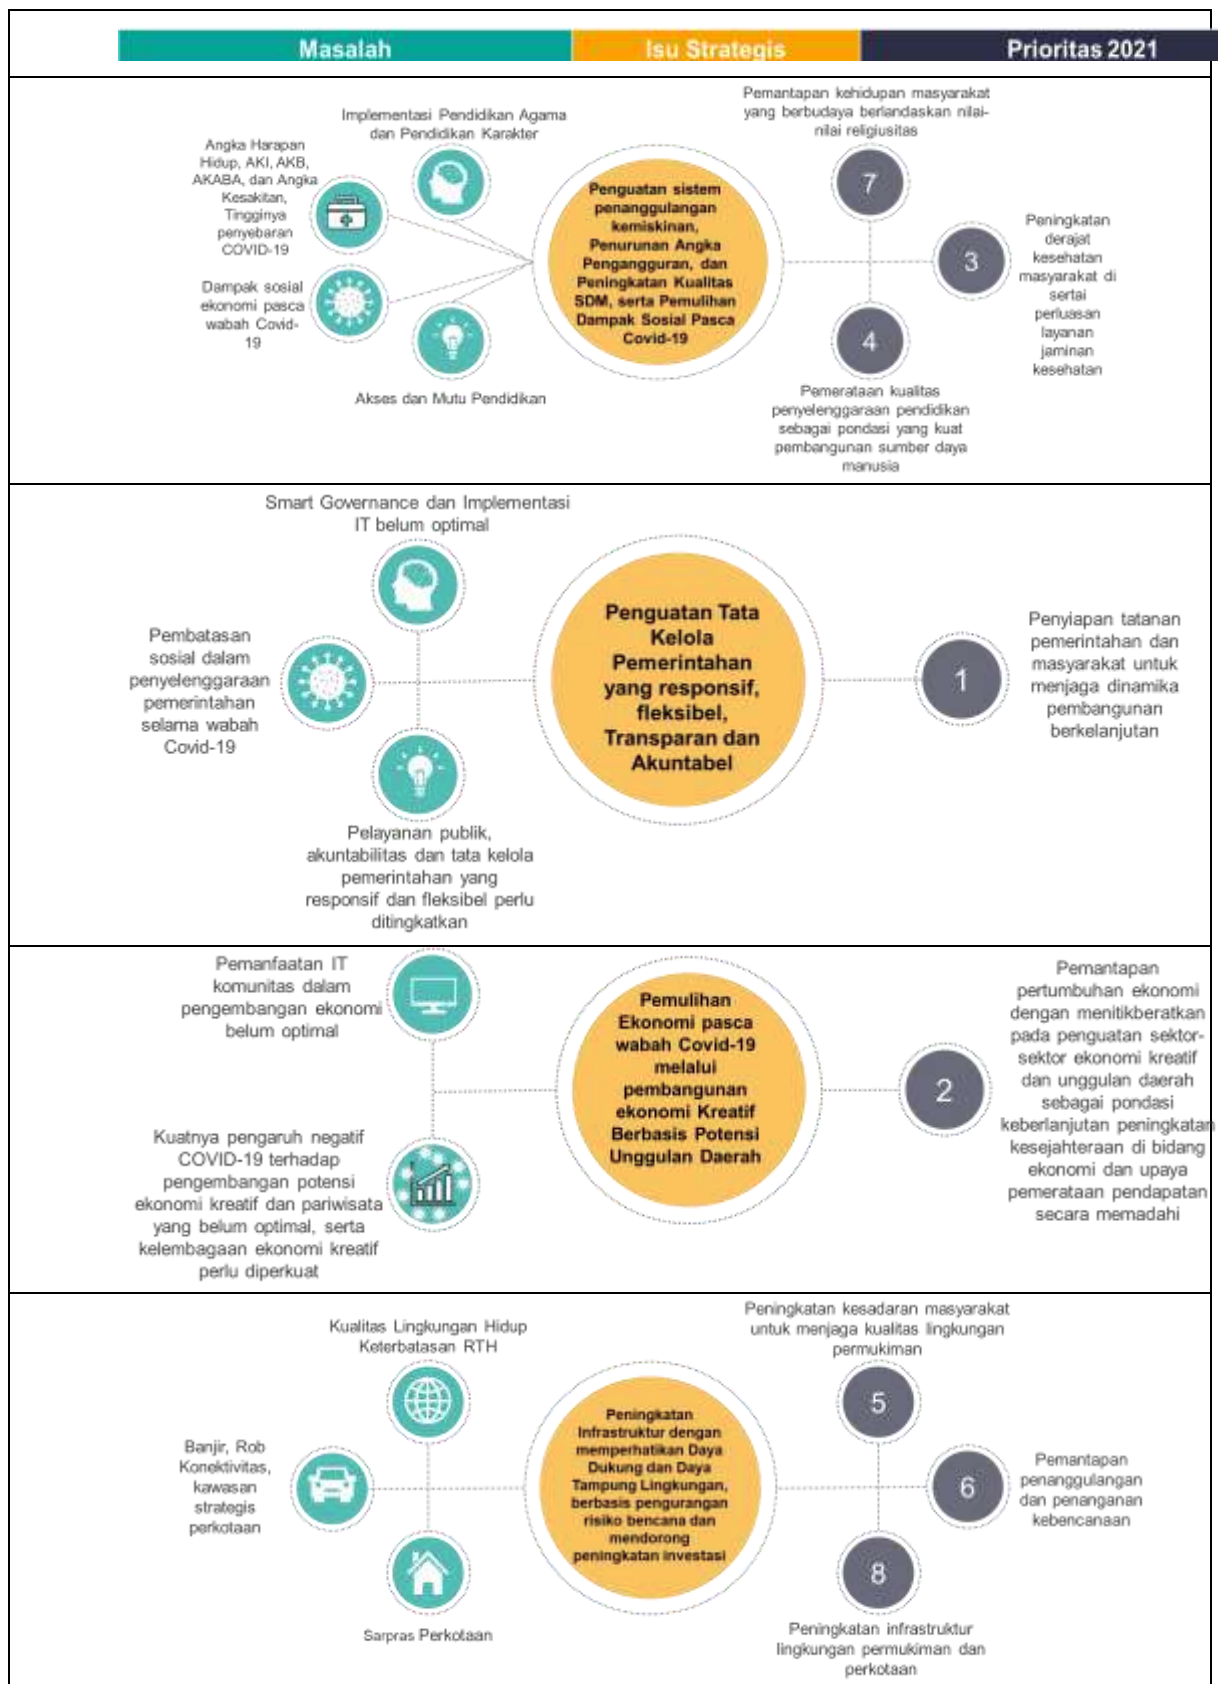 Masalah
Isu Strategis
Prioritas 2021
Implementasi Pendidikan Agama
dan Pendidikan Karakter
Angka Harapan
Hidup, AKI, AKB,
AKABA, dan Angka
Kesakitan,
Tingginya
penyebaran
COVID-19
Dampak sosial
ekonomi pasca
wabah Covid-
19
Akses dan Mutu Pendidikan
Penguatan sistem
penanggulangan
kemiskinan,
Penurunan Angka
Pengangguran, dan
Peningkatan Kualitas
SDM, serta Pemulihan
Dampak Sosial Pasca
Covid-19
Pemantapan kehidupan masyarakat
yang berbudaya berlandaskan nilai-
nilai religiusitas
7
3
Peningkatan
derajat
kesehatan
masyarakat di
sertai
perluasan
layanan
jaminan
kesehatan
4
Pemerataan kualitas
penyelenggaraan pendidikan
sebagai pondasi yang kuat
pembangunan sumber daya
manusia
Smart Governance dan Implementasi
IT belum optimal
Pembatasan
sosial dalam
penyelenggaraan
pemerintahan
selama wabah
Covid-19
Pelayanan publik,
akuntabilitas dan tata kelola
pemerintahan yang
responsif dan fleksibel perlu
ditingkatkan
Penguatan Tata
Kelola
Pemerintahan
yang responsif,
fleksibel,
Transparan dan
Akuntabel
1
Penyiapan tatanan
pemerintahan dan
masyarakat untuk
menjaga dinamika
pembangunan
berkelanjutan
Pemanfaatan IT
komunitas dalam
pengembangan ekonomi
belum optimal
Kuatnya pengaruh negatif
COVID-19 terhadap
pengembangan potensi
ekonomi kreatif dan pariwisata
yang belum optimal, serta
kelembagaan ekonomi kreatif
perlu diperkuat
Pemulihan
Ekonomi pasca
wabah Covid-19
melalui
pembangunan
ekonomi Kreatif
Berbasis Potensi
Unggulan Daerah
2
Pemantapan
pertumbuhan ekonomi
dengan menitikberatkan
pada penguatan sektor-
sektor ekonomi kreatif
dan unggulan daerah
sebagai pondasi
keberlanjutan peningkatan
kesejahteraan di bidang
ekonomi dan upaya
pemerataan pendapatan
secara memadahi
Kualitas Lingkungan Hidup
Keterbatasan RTH
Banjir, Rob
Konektivitas,
kawasan
strategis
perkotaan
Sarpras Perkotaan
Peningkatan
Infrastruktur dengan
memperhatikan Daya
Dukung dan Daya
Tampung Lingkungan,
berbasis pengurangan
risiko bencana dan
mendorong
peningkatan investasi
Peningkatan kesadaran masyarakat
untuk menjaga kualitas lingkungan
permukiman
5
6
Pemantapan
penanggulangan
dan penanganan
kebencanaan
8
Peningkatan infrastruktur
lingkungan permukiman dan
perkotaan